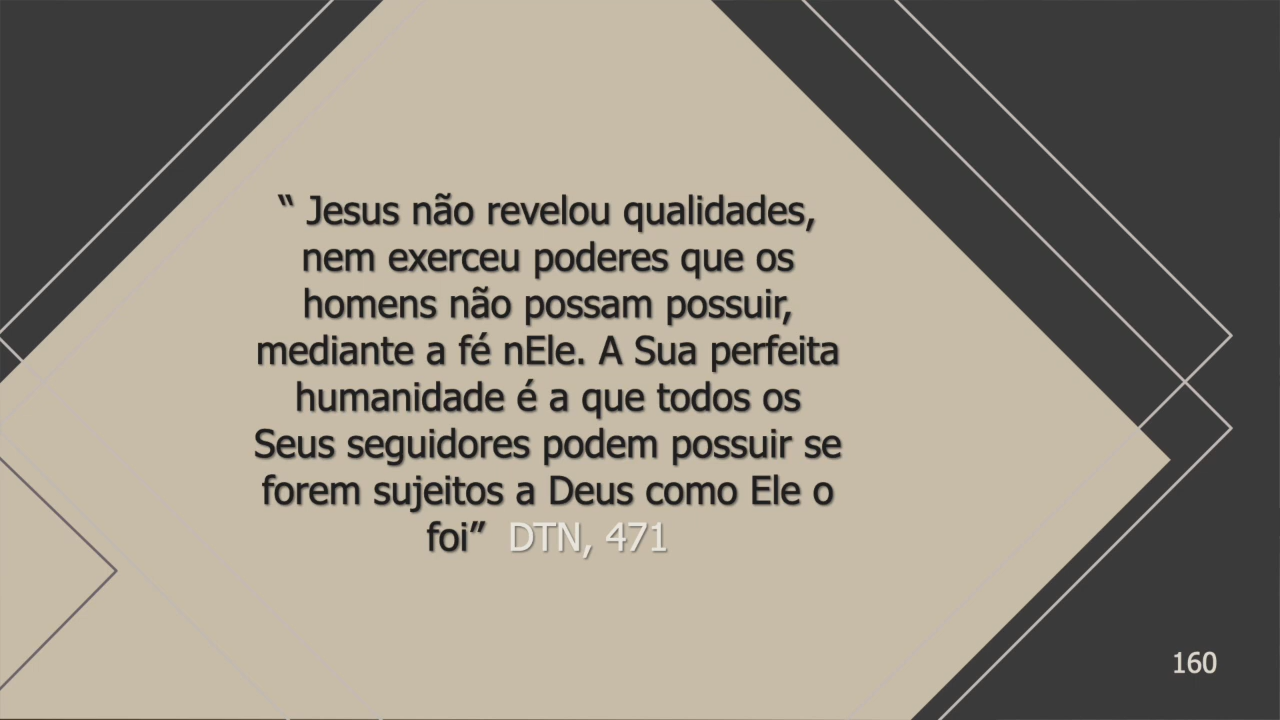 “ Jesus não revelou qualidades,
nem exerceu poderes que os
homens não possam possuir,
mediante a fé nEle. A Sua perfeita
humanidade é a que todos os
Seus seguidores podem possuir se
forem sujeitos a Deus como Ele o
foi” DTN, 471
160